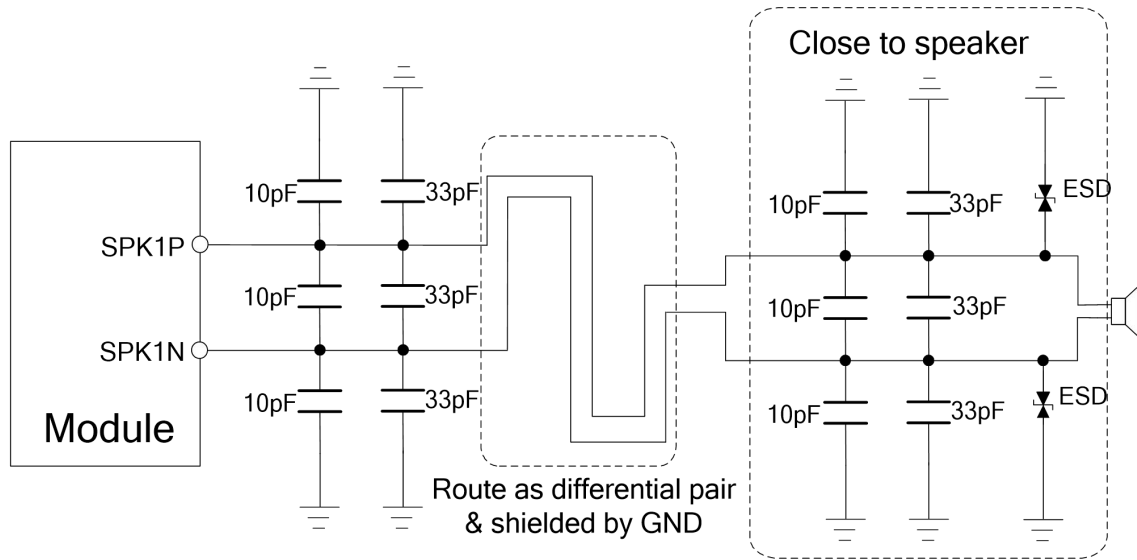 Close to speaker
10pF
33pF
10pF
33pF
ESD
SPK1P
10pF
33pF
10pF
33pF
SPK1N
10pF
33pF
10pF
33pF
ESD
Module
Route as differential pair
& shielded by GND